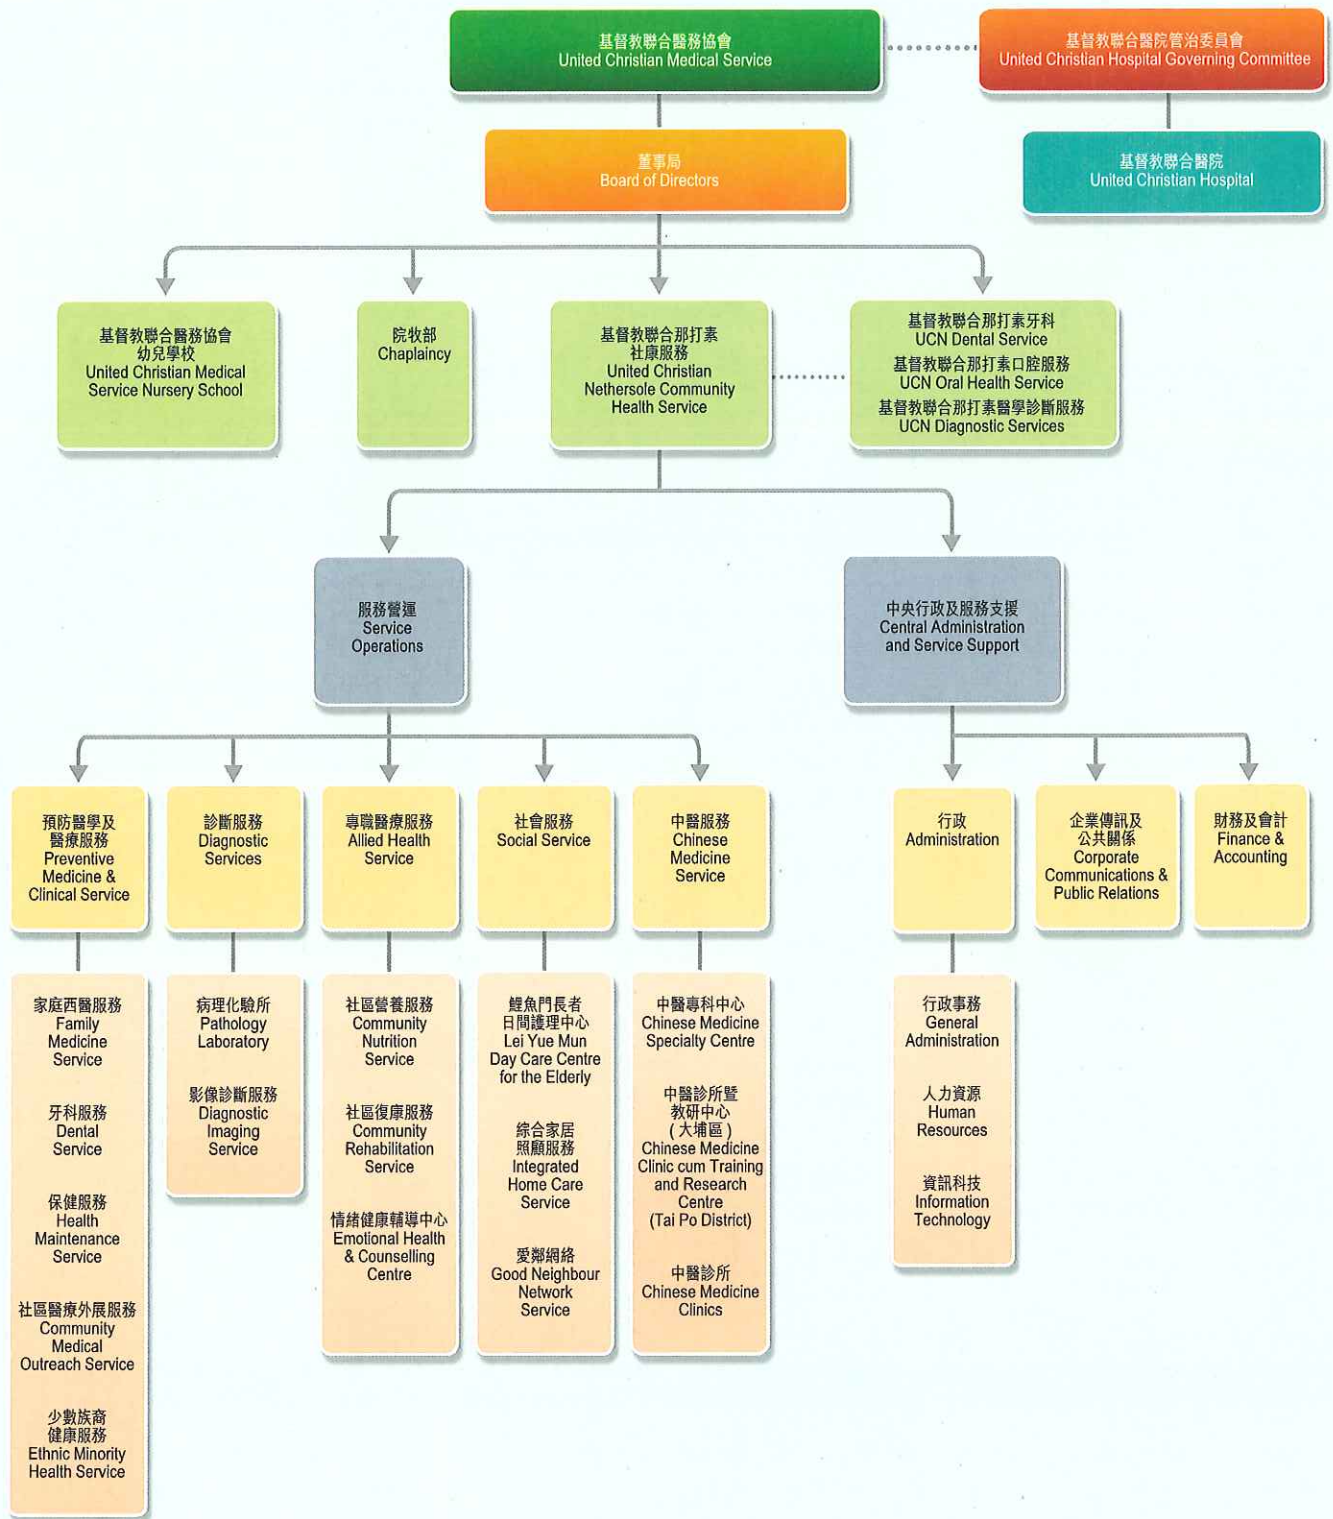 基督教聯合醫務協會
United Christian Medical Service
基督教聯合醫院管治委員會
United Christian Hospital Governing Committee
董事局
Board of Directors
基督教聯合醫院
United Christian Hospital
基督教聯合醫務協會
幼兒學校
United Christian Medical
Service Nursery School
院牧部
Chaplaincy
基督教聯合那打素
社康服務
United Christian
Nethersole Community
Health Service
基督教聯合那打素牙科
UCN Dental Service
基督教聯合那打素口腔服務
UCN Oral Health Service
基督教聯合那打素醫學診斷服務
UCN Diagnostic Services
服務營運
Service
Operations
中央行政及服務支援
Central Administration
and Service Support
預防醫學及
醫療服務
Preventive
Medicine &
Clinical Service
診斷服務
Diagnostic
Services
專職醫療服務
Allied Health
Service
社會服務
Social Service
中醫服務
Chinese
Medicine
Service
行政
Administration
企業傳訊及
公共關係
Corporate
Communications &
Public Relations
財務及會計
Finance &
Accounting
家庭西醫服務
Family
Medicine
Service
牙科服務
Dental
Service
保健服務
Health
Maintenance
Service
社區醫療外展服務
Community
Medical
Outreach Service
少數族裔
健康服務
Ethnic Minority
Health Service
病理化驗所
Pathology
Laboratory
影像診斷服務
Diagnostic
Imaging
Service
社區營養服務
Community
Nutrition
Service
社區復康服務
Community
Rehabilitation
Service
情緒健康輔導中心
Emotional Health
& Counselling
Centre
鯉魚門長者
日間護理中心
Lei Yue Mun
Day Care Centre
for the Elderly
綜合家居
照顧服務
Integrated
Home Care
Service
愛鄰網絡
Good Neighbour
Network
Service
中醫專科中心
Chinese Medicine
Specialty Centre
中醫診所暨
教研中心
(大埔區)
Chinese Medicine
Clinic cum Training
and Research
Centre
(Tai Po District)
中醫診所
Chinese Medicine
Clinics
行政事務
General
Administration
人力資源
Human
Resources
資訊科技
Information
Technology